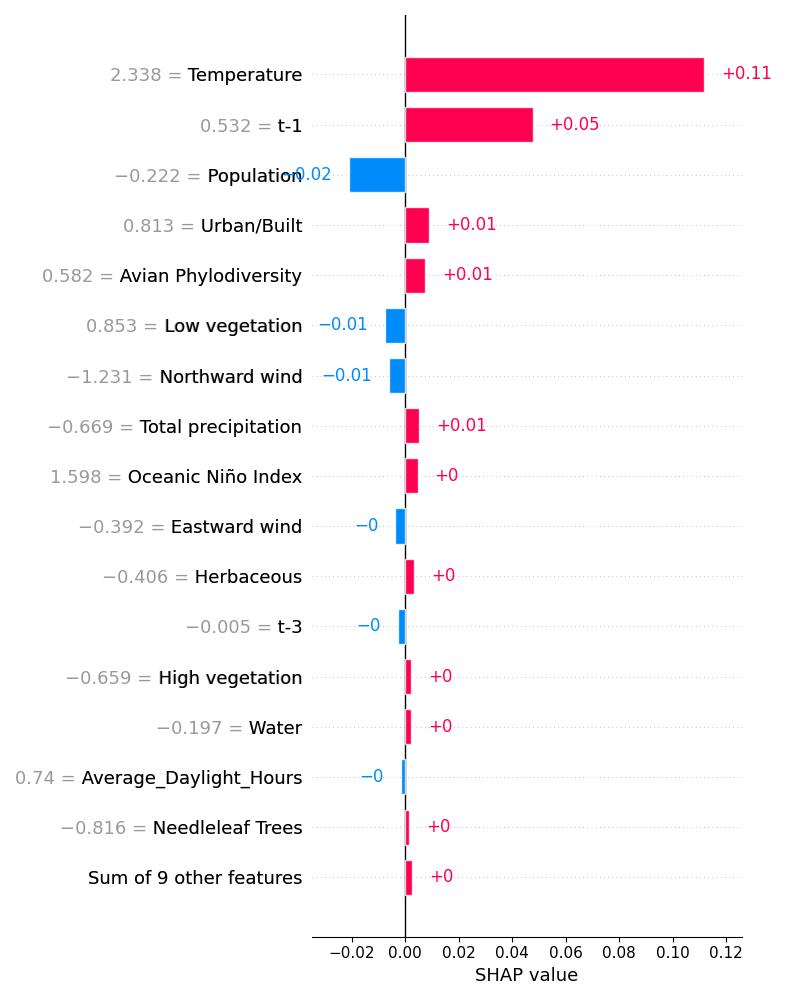 2.338 = Temperature +0.11
0.532 = t-1 +0.05
−0.222 = Population −0.02
0.813 = Urban/Built +0.01
0.582 = Avian Phylodiversity +0.01
0.853 = Low vegetation −0.01
−1.231 = Northward wind −0.01
−0.669 = Total precipitation +0.01
1.598 = Oceanic Niño Index +0
−0.392 = Eastward wind −0
−0.406 = Herbaceous +0
−0.005 = t-3 −0
−0.659 = High vegetation +0
−0.197 = Water +0
0.74 = Average_Daylight_Hours −0
−0.816 = Needleleaf Trees +0
Sum of 9 other features +0
−0.02 0.00 0.02 0.04 0.06 0.08 0.10 0.12
SHAP value